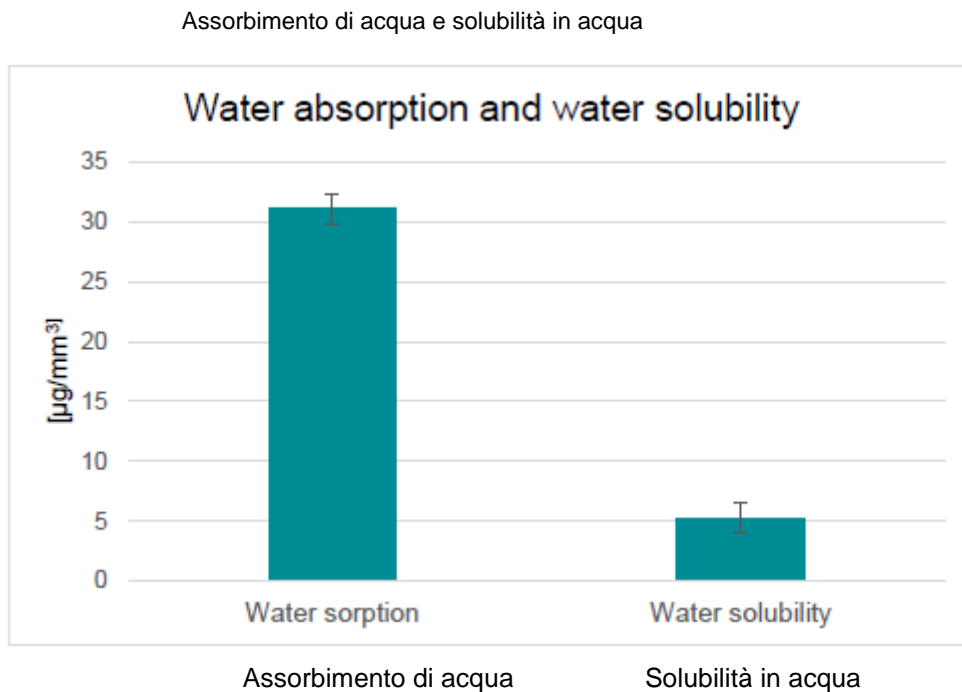 Assorbimento di acqua e solubilità in acqua
Water absorption and water solubility
35
30
25
20
15
10
5
0
[µg/mm³]
Water sorption Water solubility
Assorbimento di acqua Solubilità in acqua